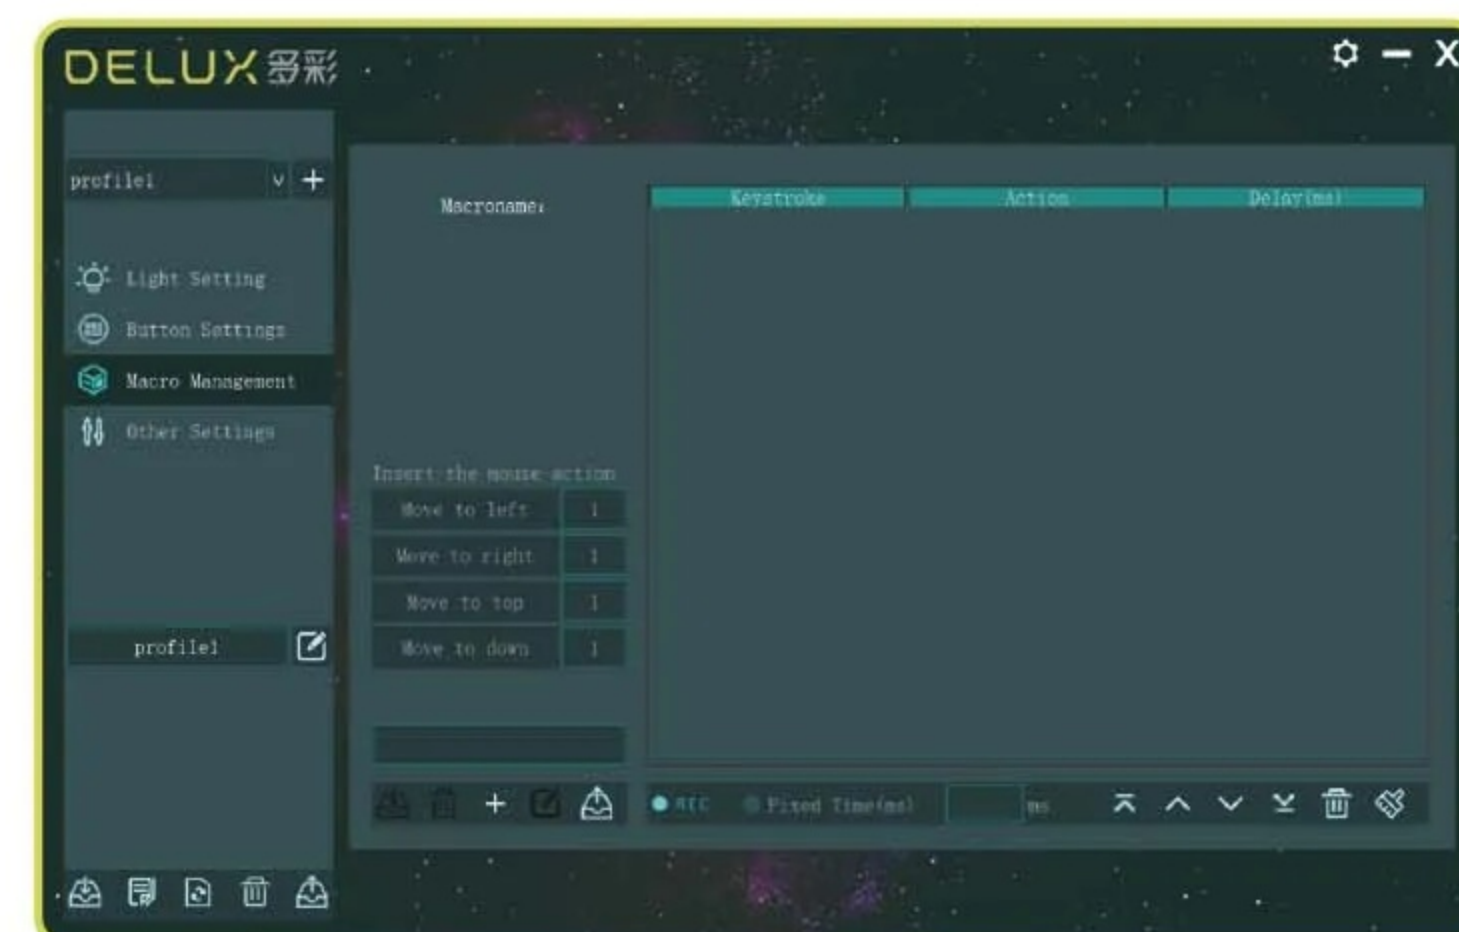 DELUX多彩
X
profile1
V
Macroname:
Keystroke Action Delay(ms)
Light Setting
Button Settings
Macro Management
Other Settings
Insert the mouse action
Move to left 1
Move to right 1
Move to top 1
Move to down 1
profile1
REC Fixed Time(ms) ms